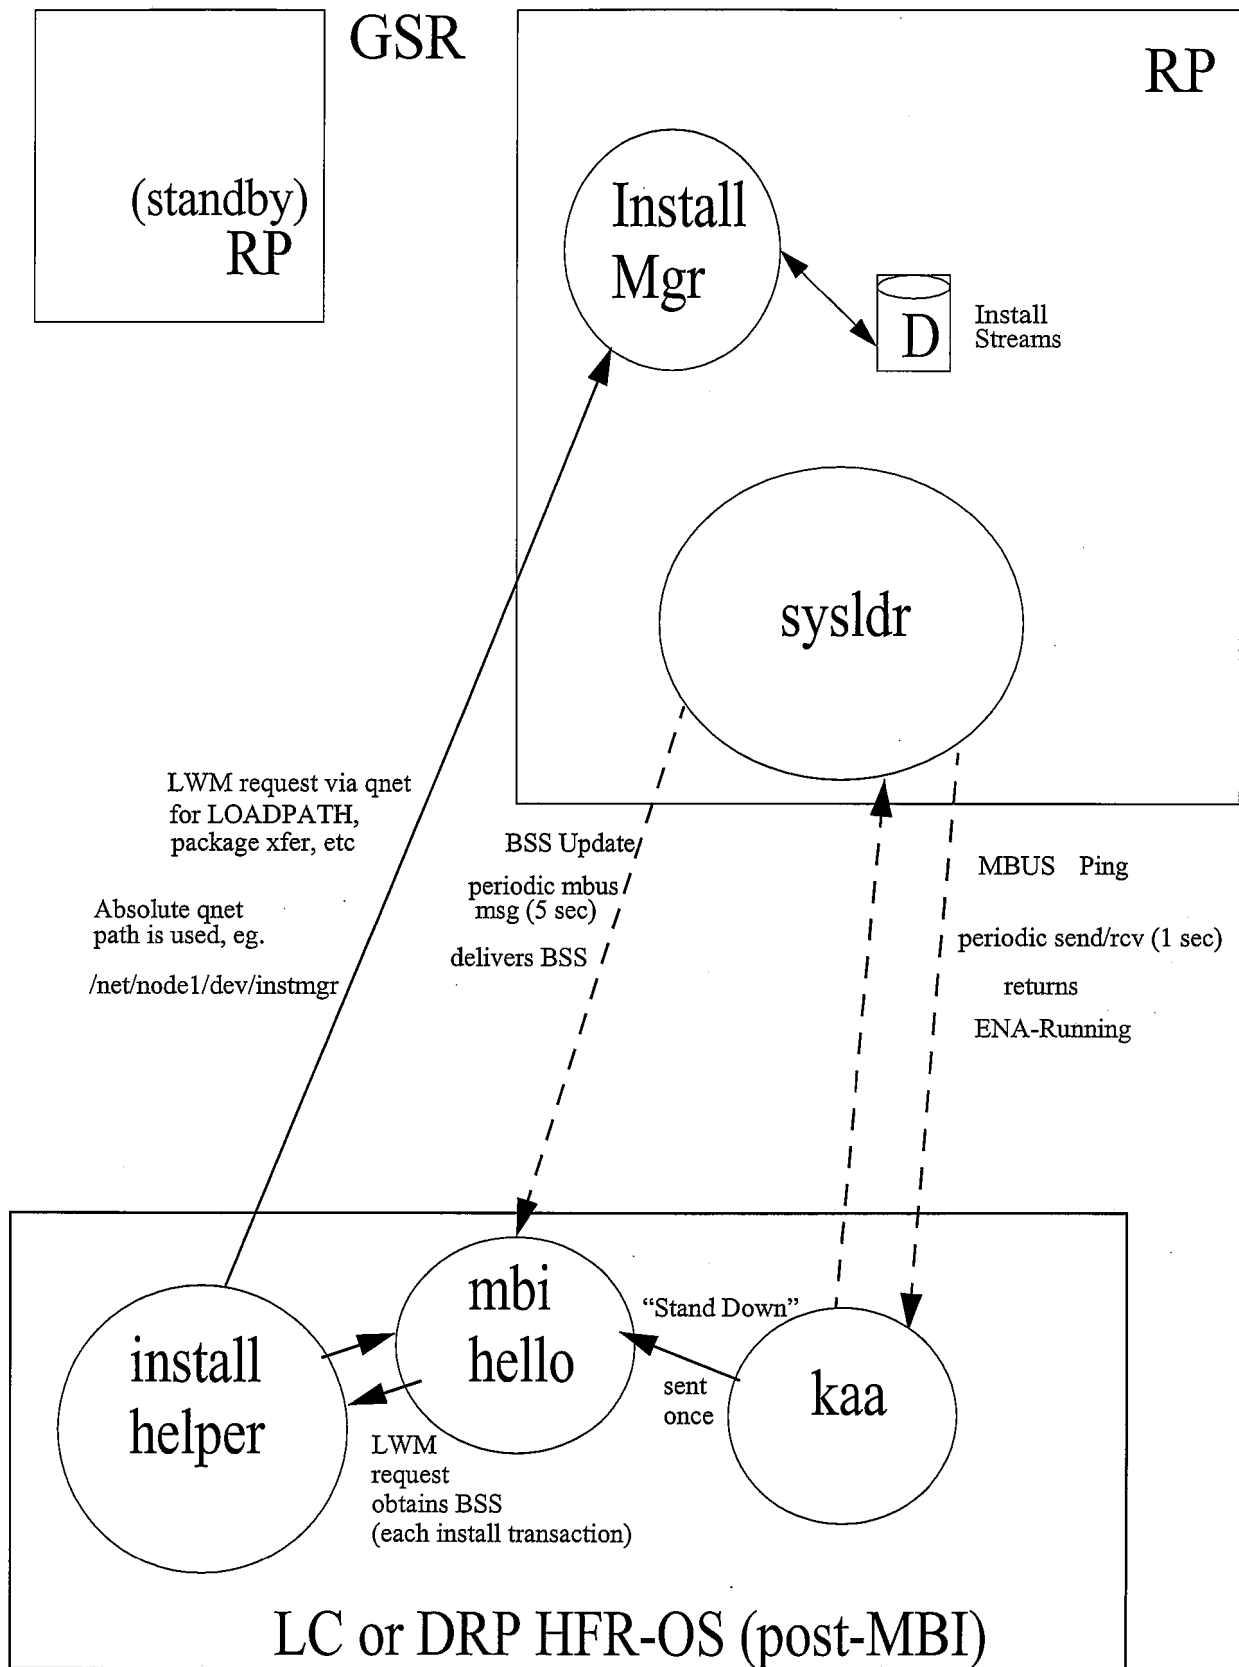 GSR
RP
(standby)
RP
Install
Mgr
D
Install
Streams
sysldr
LWM request via qnet
for LOADPATH,
package xfer, etc
Absolute qnet
path is used, eg.
/net/node1/dev/instmgr
BSS Update
periodic mbus
msg (5 sec)
delivers BSS
MBUS Ping
periodic send/rcv (1 sec)
returns
ENA-Running
install
helper
mbi
hello
"Stand Down"
sent
once
kaa
LWM
request
obtains BSS
(each install transaction)
LC or DRP HFR-OS (post-MBI)